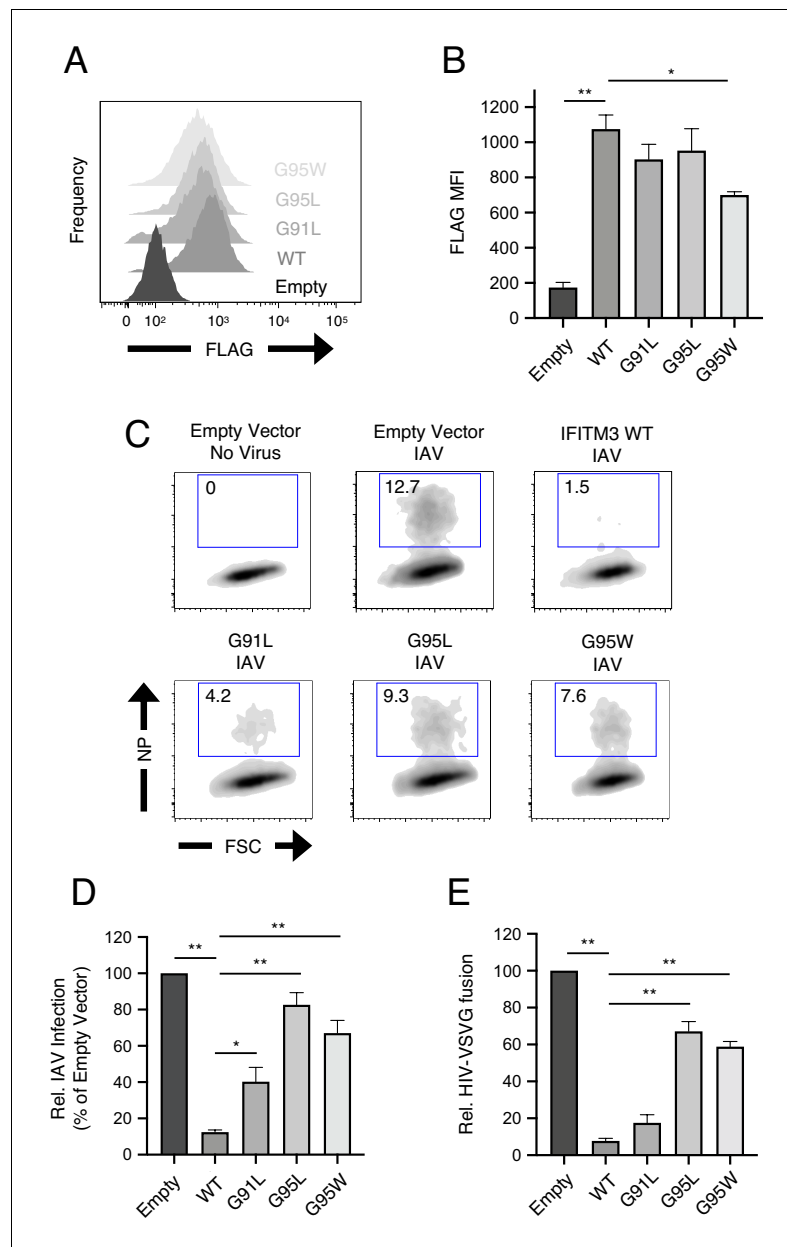 A
Frequency
G95W
G95L
G91L
WT
Empty
0 10² 10³ 10⁴ 10⁵
FLAG
B
** *
FLAG MFI
1200
1000
800
600
400
200
0
Empty WT G91L G95L G95W
C
Empty Vector
No Virus
0
Empty Vector
IAV
12.7
IFITM3 WT
IAV
1.5
G91L
IAV
4.2
G95L
IAV
9.3
G95W
IAV
7.6
NP
FSC
D
Rel. IAV Infection
(% of Empty Vector)
120
100
80
60
40
20
0
**
**
**
*
Empty WT G91L G95L G95W
E
Rel. HIV-VSVG fusion
120
100
80
60
40
20
0
**
**
**
Empty WT G91L G95L G95W